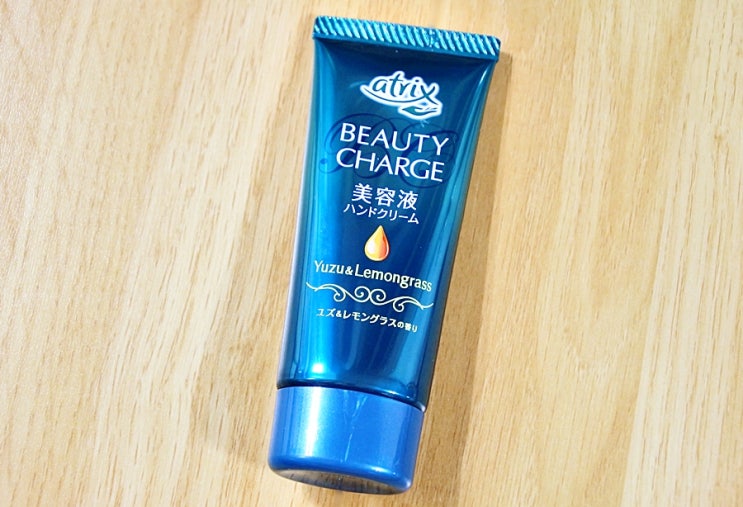 atrix
BEAUTY
CHARGE
美容液
ハンドクリーム
Yuzu&Lemongrass
ユズ&レモングラスの香り